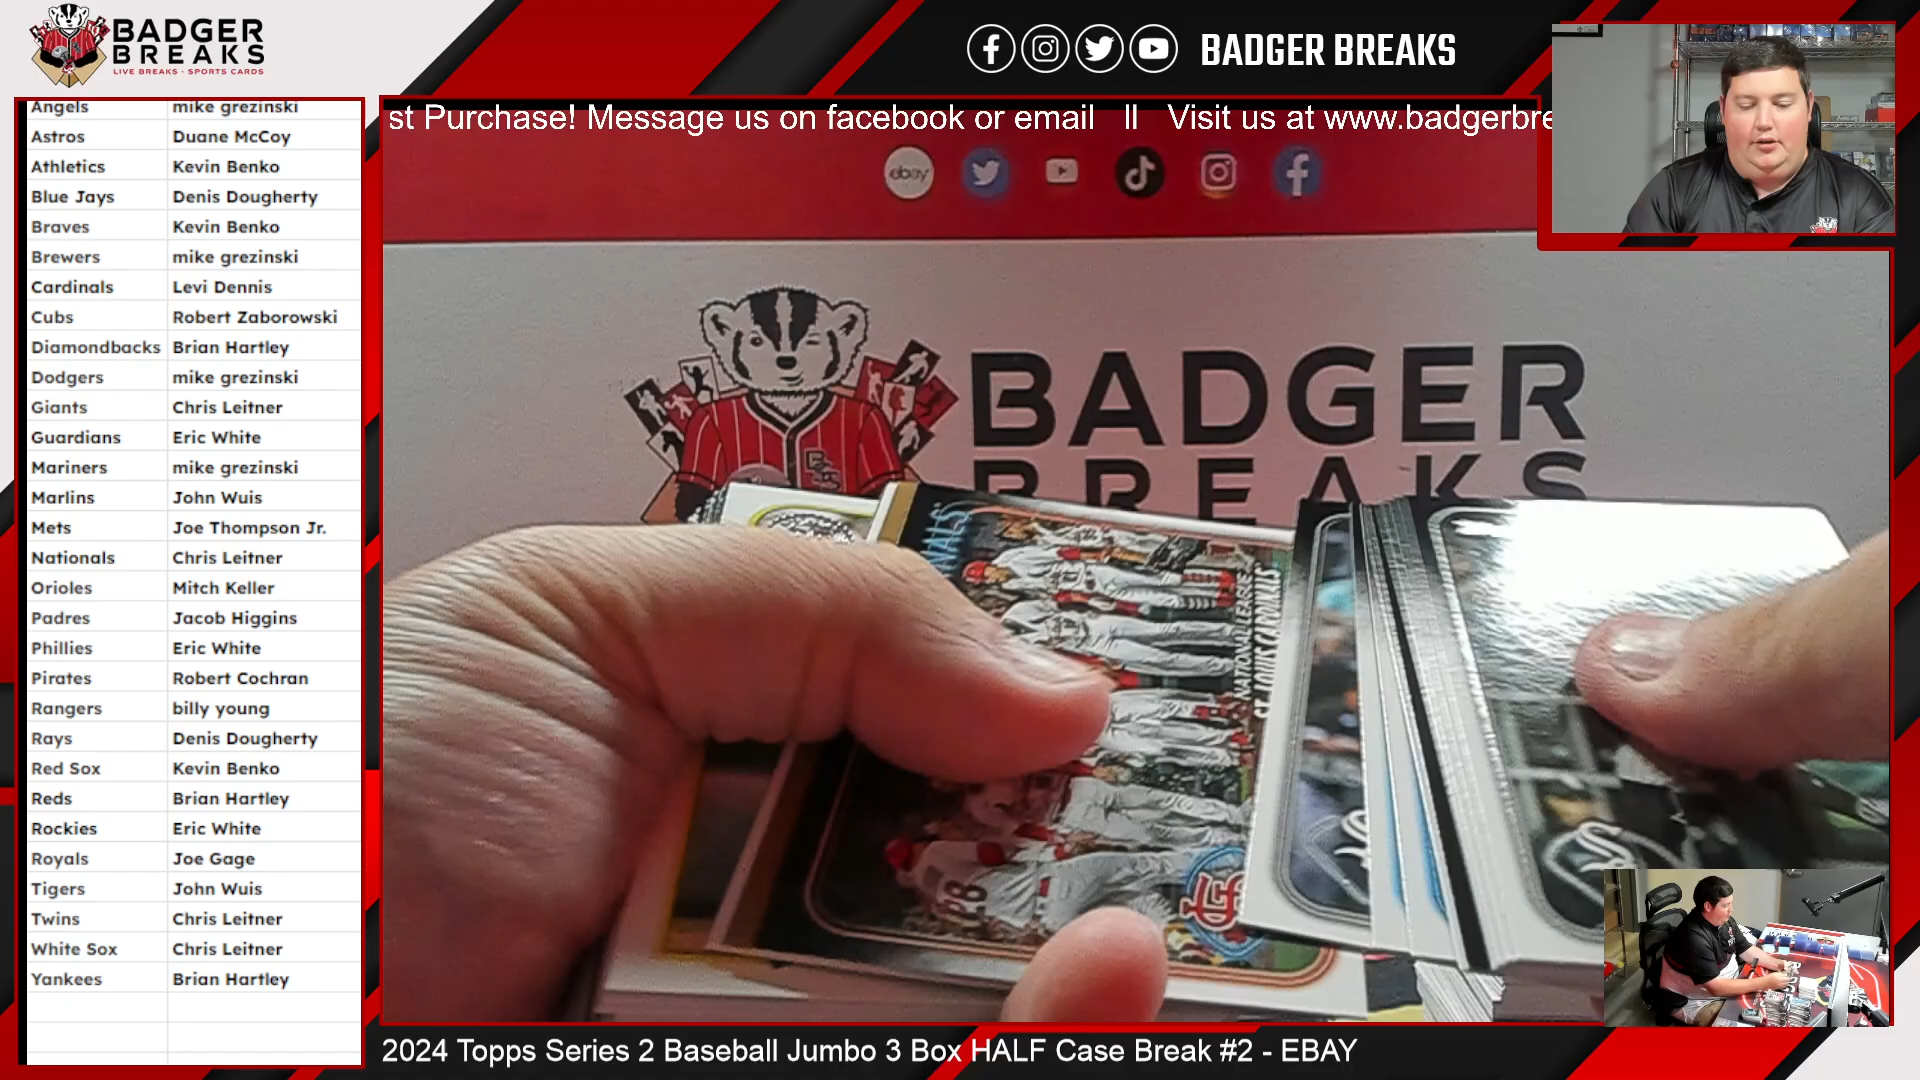 BADGER
BREAKS
LIVE BREAKS - SPORTS CARDS
BADGER BREAKS
st Purchase! Message us on facebook or email ll Visit us at www.badgerbre
Angels mike grezinski
Astros Duane McCoy
Athletics Kevin Benko
Blue Jays Denis Dougherty
Braves Kevin Benko
Brewers mike grezinski
Cardinals Levi Dennis
Cubs Robert Zaborowski
Diamondbacks Brian Hartley
Dodgers mike grezinski
Giants Chris Leitner
Guardians Eric White
Mariners mike grezinski
Marlins John Wuis
Mets Joe Thompson Jr.
Nationals Chris Leitner
Orioles Mitch Keller
Padres Jacob Higgins
Phillies Eric White
Pirates Robert Cochran
Rangers billy young
Rays Denis Dougherty
Red Sox Kevin Benko
Reds Brian Hartley
Rockies Eric White
Royals Joe Gage
Tigers John Wuis
Twins Chris Leitner
White Sox Chris Leitner
Yankees Brian Hartley
ebay
BADGER
BREAKS
NATIONAL LEAGUE
ST. LOUIS CARDINALS
28
2024 Topps Series 2 Baseball Jumbo 3 Box HALF Case Break #2 - EBAY